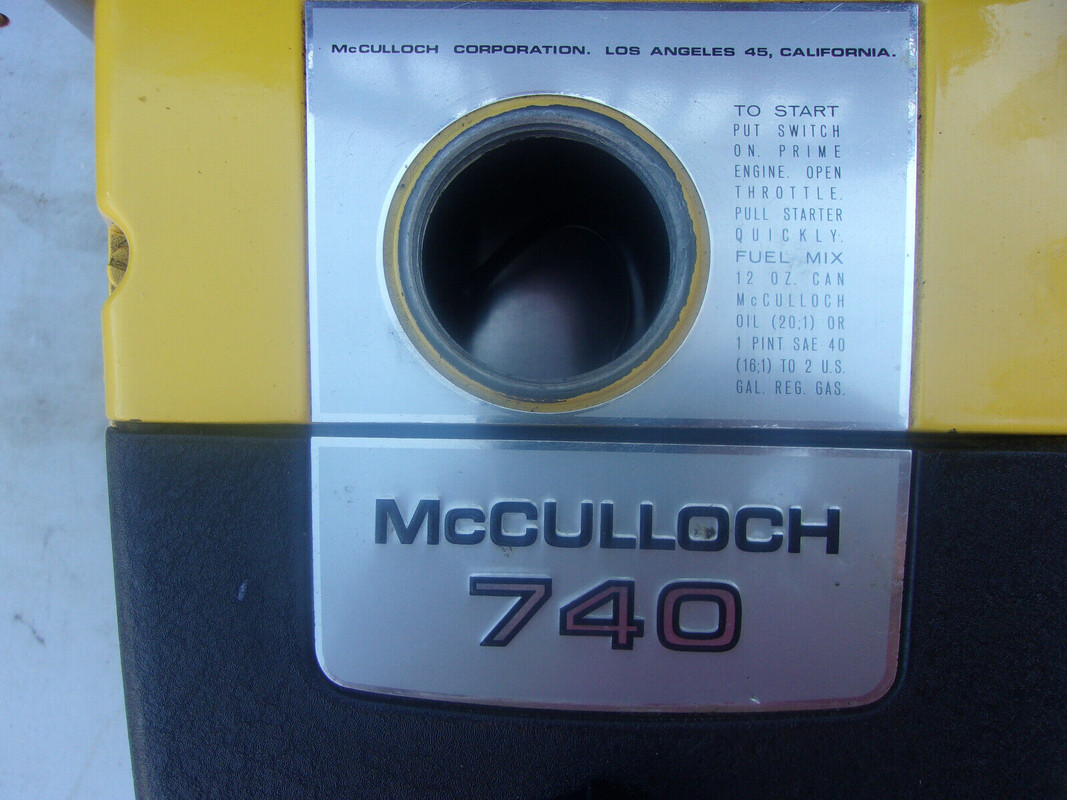 McCULLOCH CORPORATION. LOS ANGELES 45, CALIFORNIA.
TO START
PUT SWITCH
ON. PRIME
ENGINE. OPEN
THROTTLE.
PULL STARTER
QUICKLY.
FUEL MIX
12 OZ. CAN
McCULLOCH
OIL (20;1) OR
1 PINT SAE 40
(16;1) TO 2 U.S.
GAL. REG. GAS.
McCULLOCH
740